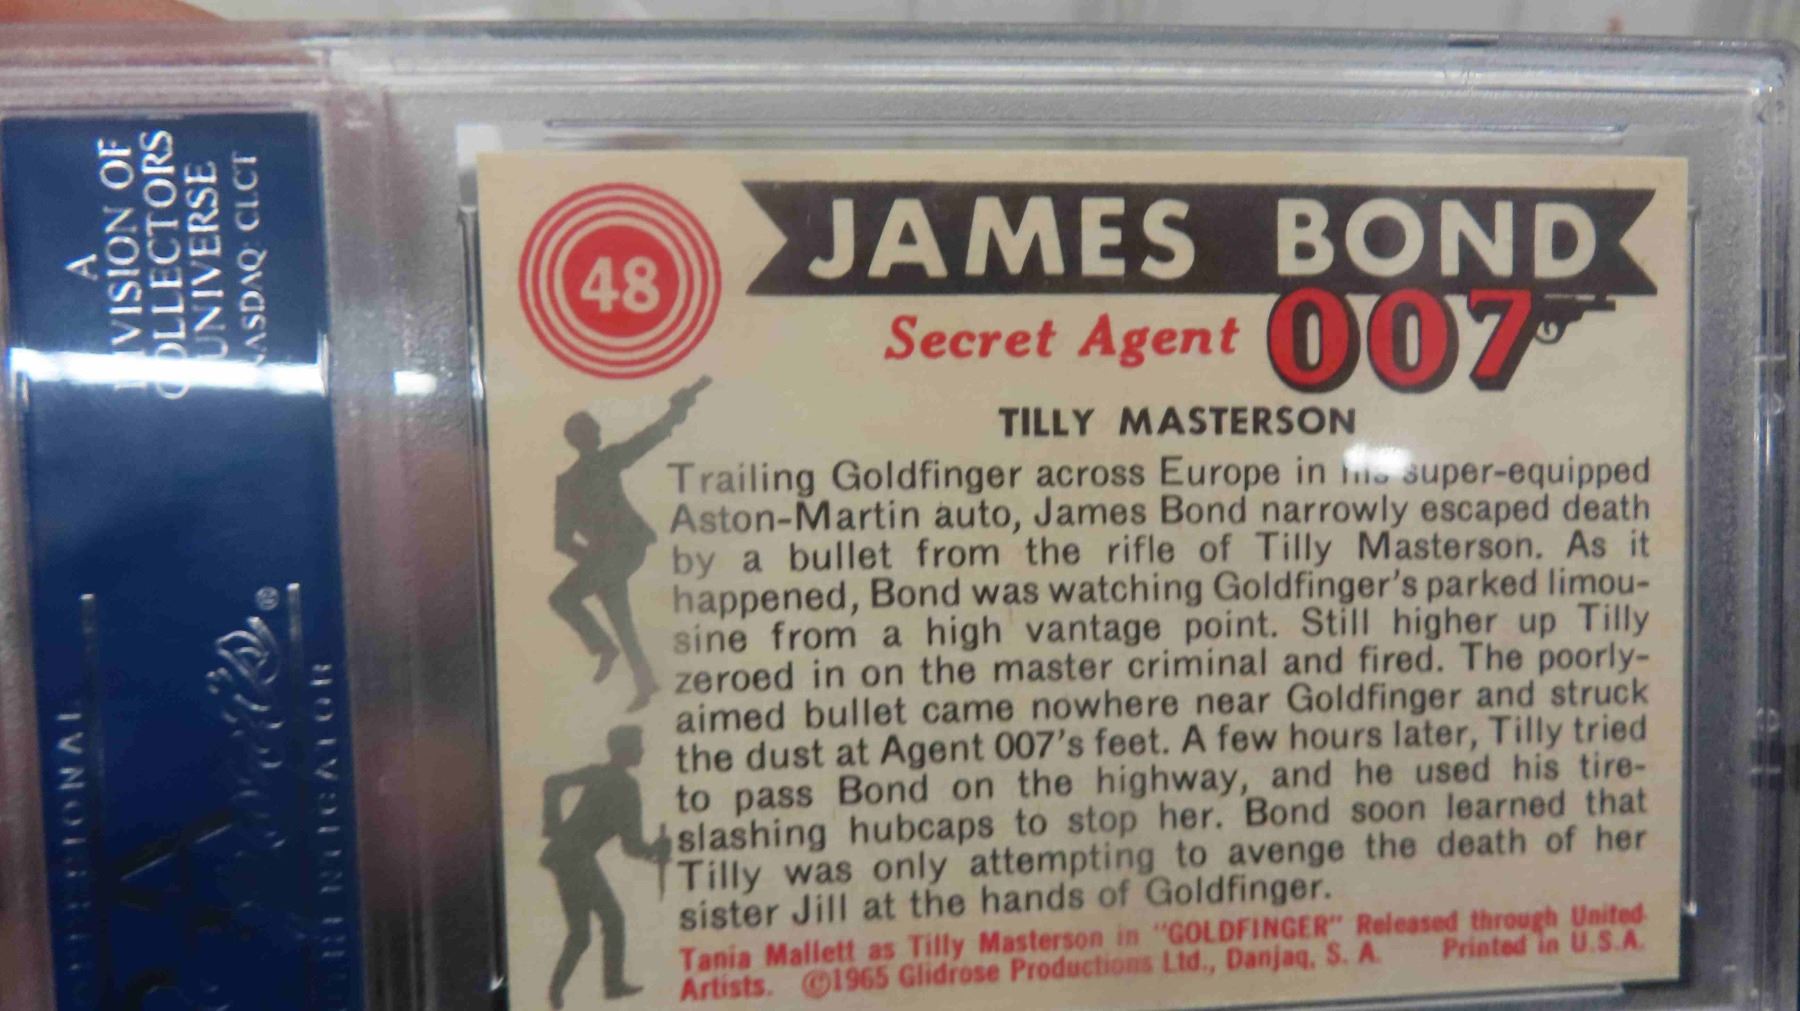 A
DIVISION OF
COLLECTORS
UNIVERSE
NASDAQ: CLCT
48
JAMES BOND
Secret Agent 007
TILLY MASTERSON
Trailing Goldfinger across Europe in his super-equipped
Aston-Martin auto, James Bond narrowly escaped death
by a bullet from the rifle of Tilly Masterson. As it
happened, Bond was watching Goldfinger's parked limou-
sine from a high vantage point. Still higher up Tilly
zeroed in on the master criminal and fired. The poorly-
aimed bullet came nowhere near Goldfinger and struck
the dust at Agent 007's feet. A few hours later, Tilly tried
to pass Bond on the highway, and he used his tire-
slashing hubcaps to stop her. Bond soon learned that
Tilly was only attempting to avenge the death of her
sister Jill at the hands of Goldfinger.
Tania Mallett as Tilly Masterson in "GOLDFINGER" Released through United
Artists. ©1965 Glidrose Productions Ltd., Danjaq, S. A. Printed in U.S.A.